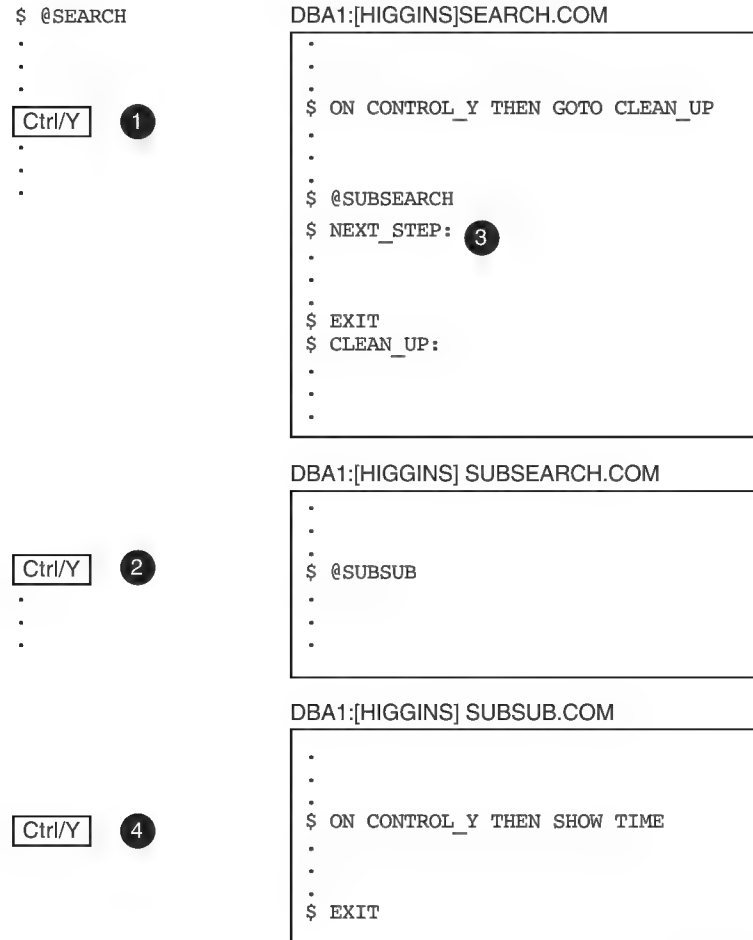 $ @SEARCH
.
.
.
Ctrl/Y 1
.
.
.
DBA1:[HIGGINS]SEARCH.COM
.
.
.
$ ON CONTROL_Y THEN GOTO CLEAN_UP
.
.
.
$ @SUBSEARCH
$ NEXT_STEP: 3
.
.
.
$ EXIT
$ CLEAN_UP:
.
.
.
DBA1:[HIGGINS] SUBSEARCH.COM
Ctrl/Y 2
.
.
.
.
.
.
$ @SUBSUB
.
.
.
DBA1:[HIGGINS] SUBSUB.COM
Ctrl/Y 4
.
.
.
$ ON CONTROL_Y THEN SHOW TIME
.
.
.
$ EXIT